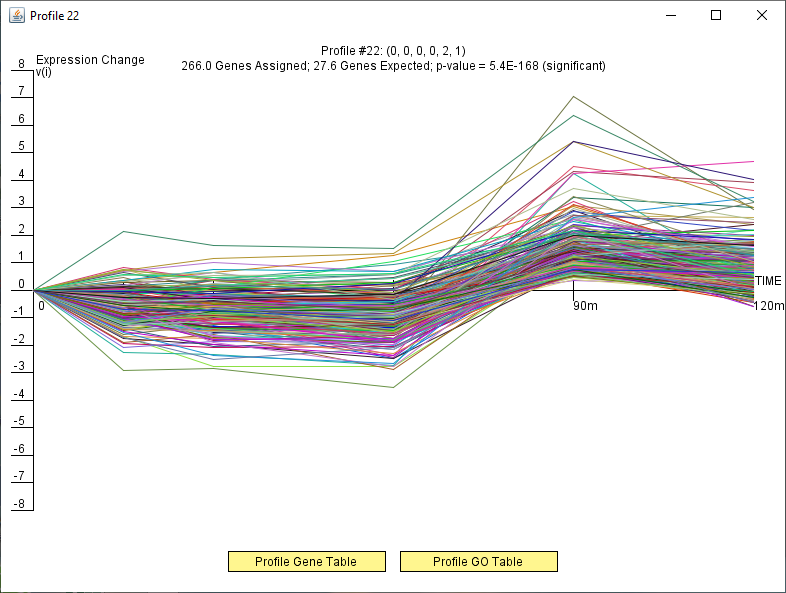 Profile 22
Profile #22: (0, 0, 0, 0, 2, 1)
266.0 Genes Assigned; 27.6 Genes Expected; p-value = 5.4E-168 (significant)
Expression Change
v(i)
8
7
6
5
4
3
2
1
0
-1
-2
-3
-4
-5
-6
-7
-8
TIME
0
90m
120m
Profile Gene Table
Profile GO Table